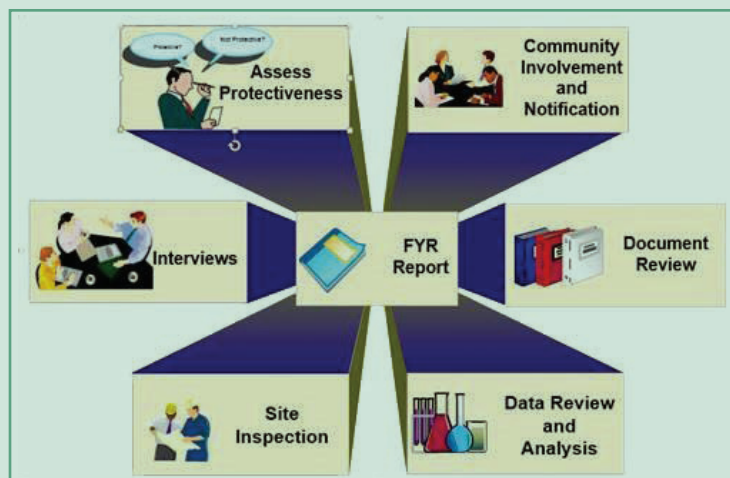 Protective?
Not Protective?
Assess
Protectiveness
Community
Involvement
and
Notification
Interviews
FYR
Report
Document
Review
Site
Inspection
Data Review
and
Analysis